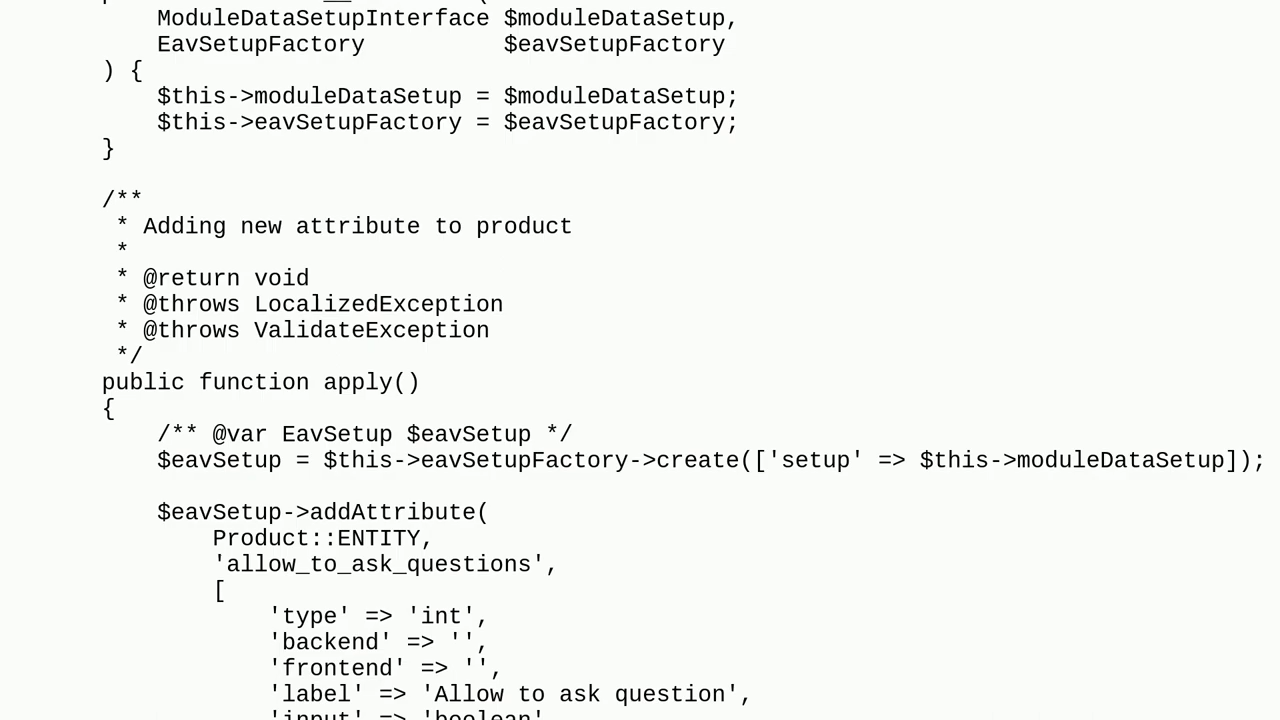 ModuleDataSetupInterface $moduleDataSetup,
EavSetupFactory          $eavSetupFactory
) {
$this->moduleDataSetup = $moduleDataSetup;
$this->eavSetupFactory = $eavSetupFactory;
}
/**
* Adding new attribute to product
*
* @return void
* @throws LocalizedException
* @throws ValidateException
*/
public function apply()
{
/** @var EavSetup $eavSetup */
$eavSetup = $this->eavSetupFactory->create(['setup' => $this->moduleDataSetup]);
$eavSetup->addAttribute(
Product::ENTITY,
'allow_to_ask_questions',
[
'type' => 'int',
'backend' => '',
'frontend' => '',
'label' => 'Allow to ask question',
'input' => 'boolean'